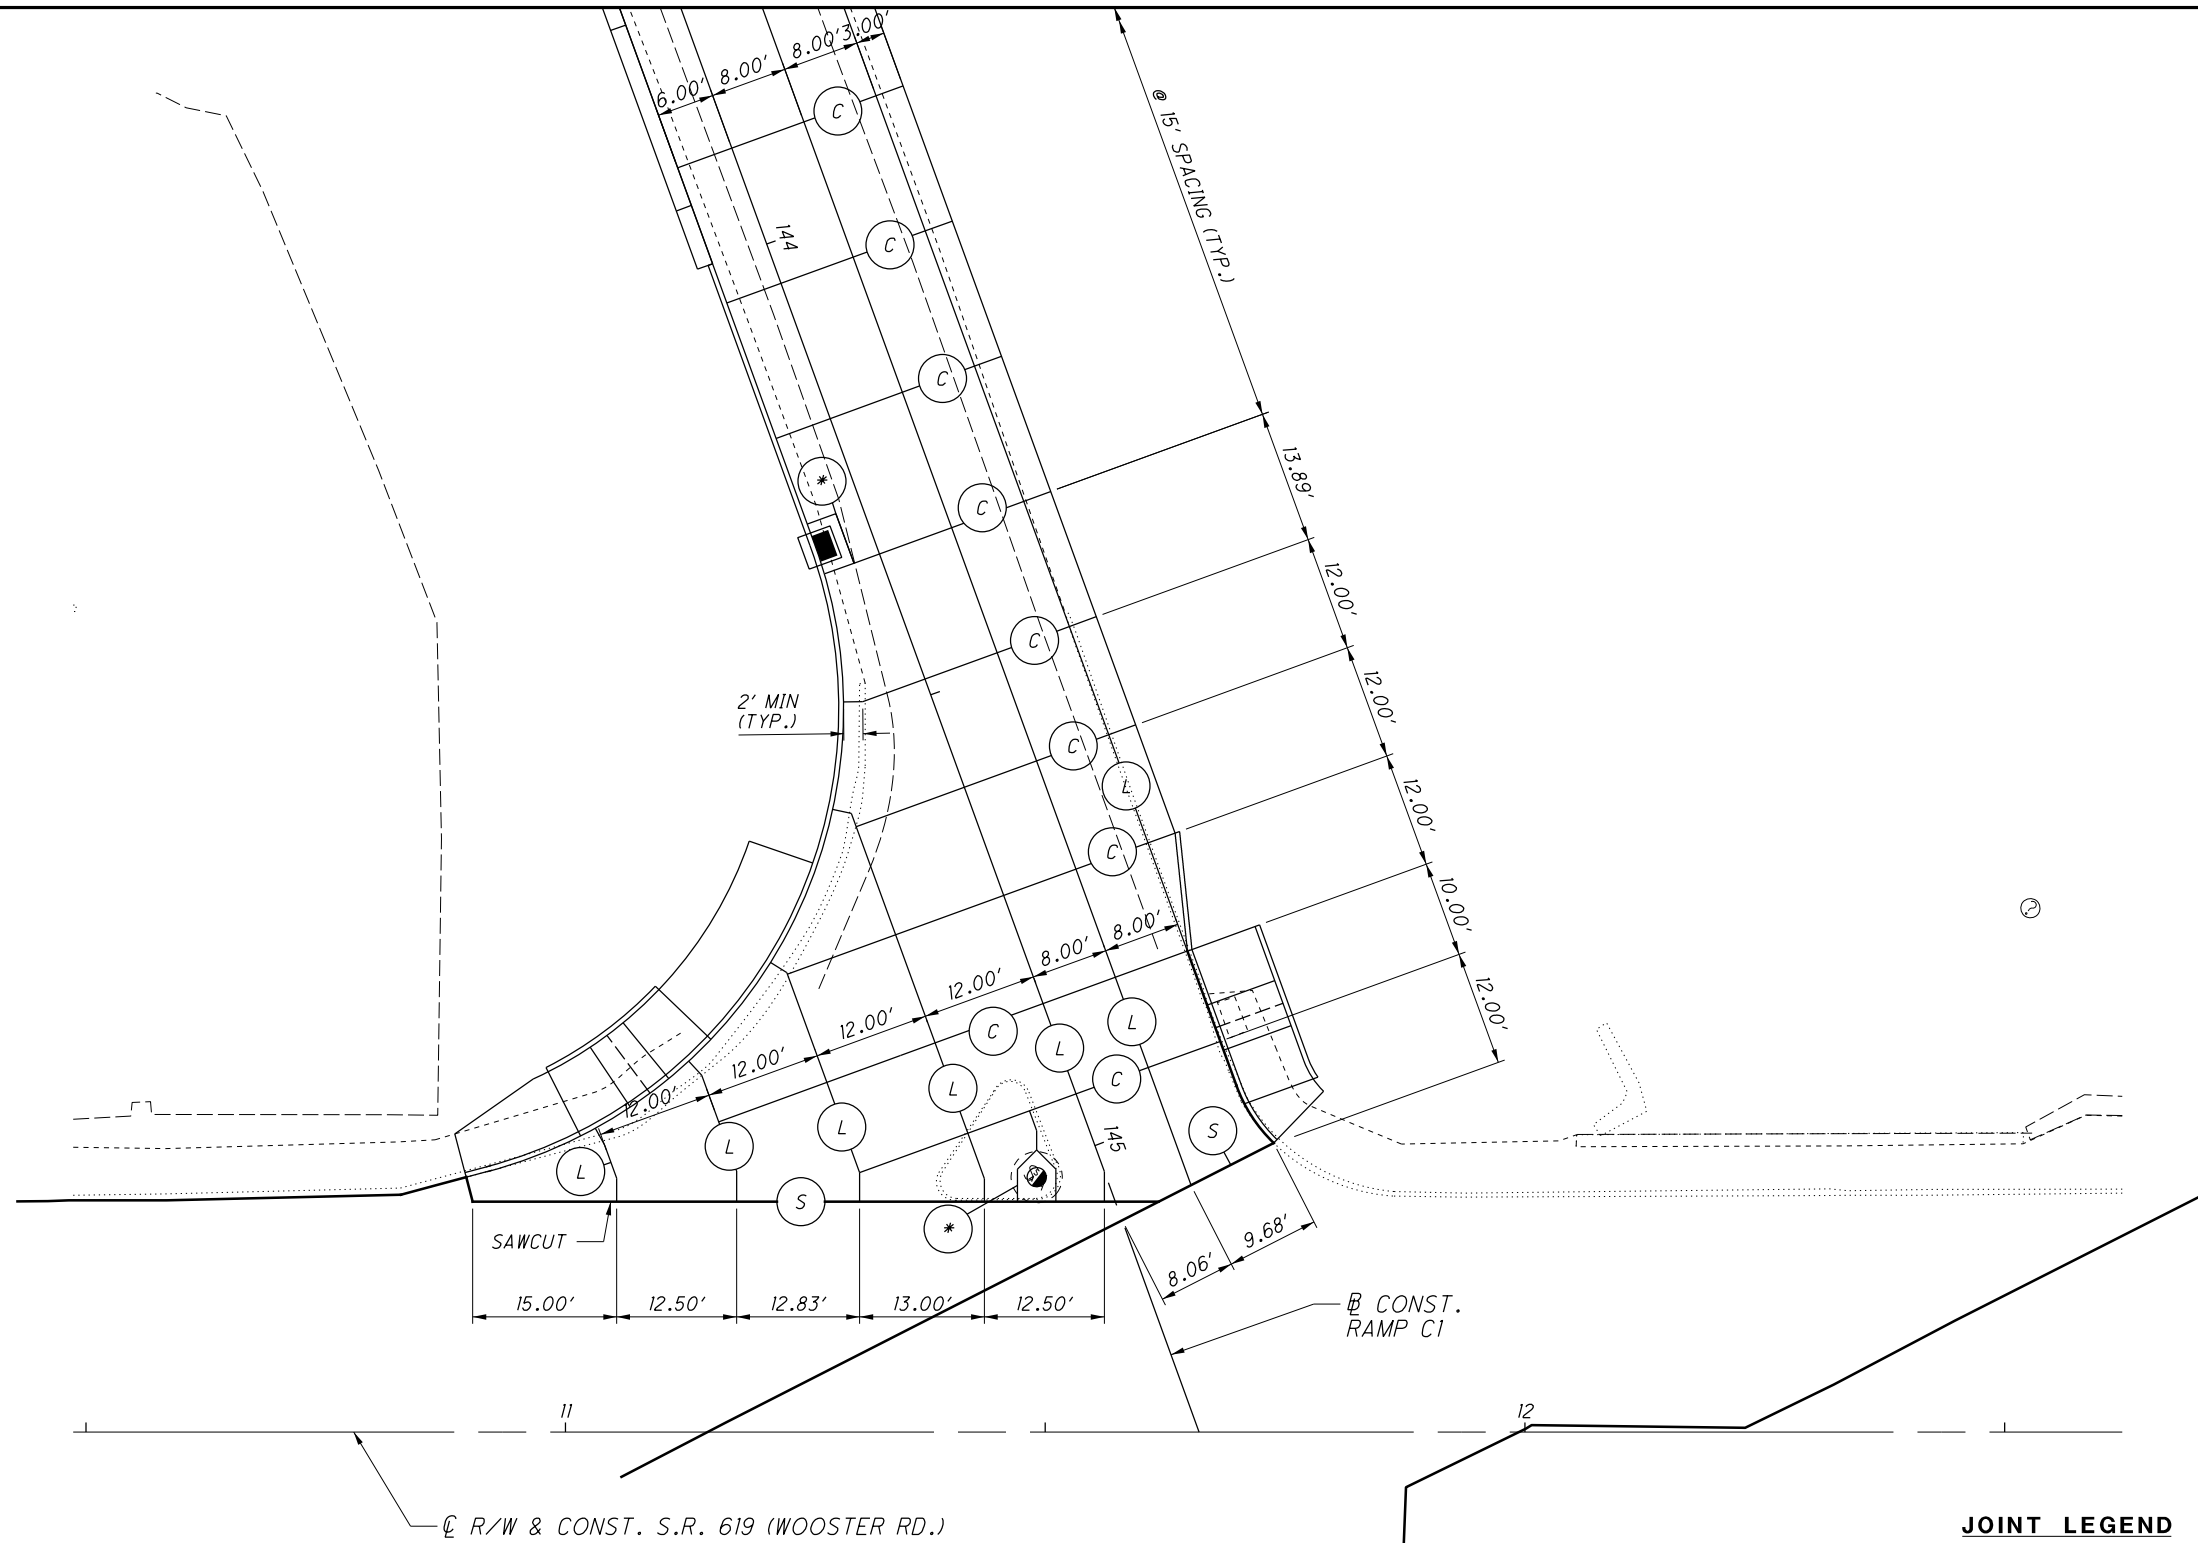 6.00'
8.00'
8.00'
3.00'
C
@ 15' SPACING (TYP.)
144
C
C
13.89'
*
C
12.00'
C
12.00'
2' MIN
(TYP.)
C
L
12.00'
C
10.00'
8.00'
8.00'
12.00'
12.00'
12.00'
12.00'
12.00'
C
L
L
C
L
L
L
L
S
145
S
*
SAWCUT
9.68'
8.06'
15.00'
12.50'
12.83'
13.00'
12.50'
BL CONST.
RAMP C1
?
11
12
CL R/W & CONST. S.R. 619 (WOOSTER RD.)
JOINT LEGEND